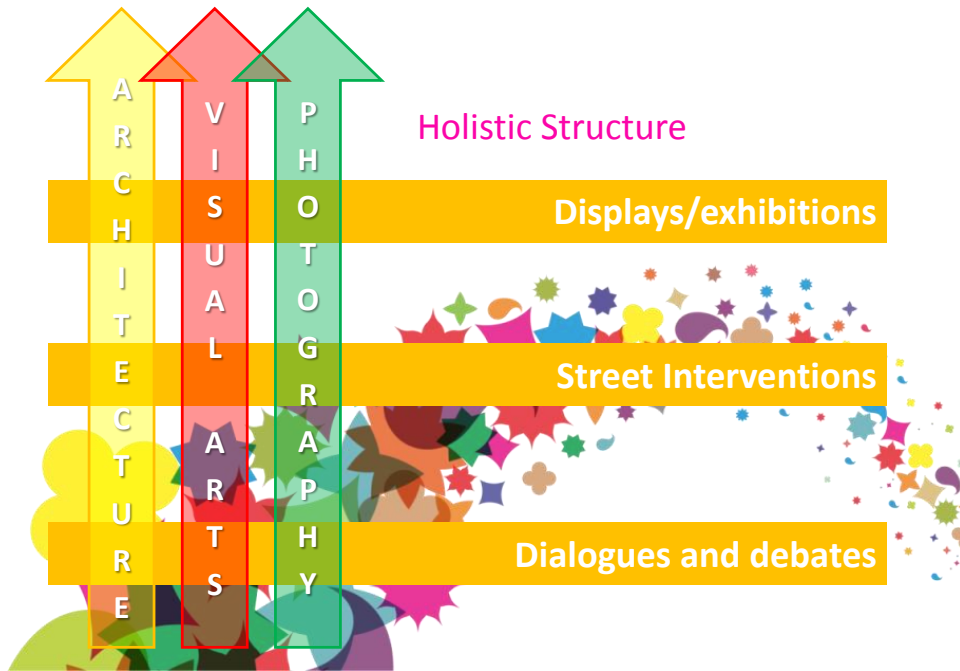 ARCHITECTURE
VISUAL ARTS
PHOTOGRAPHY
Holistic Structure
Displays/exhibitions
Street Interventions
Dialogues and debates